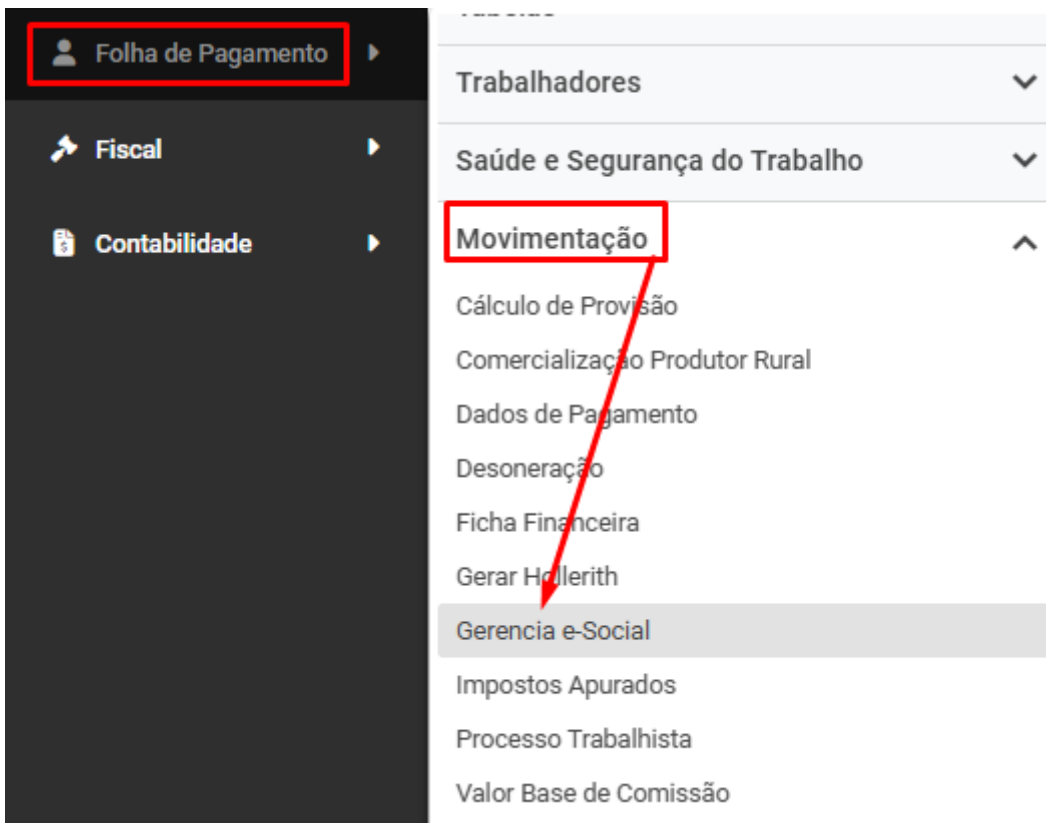 Folha de Pagamento
Fiscal
Contabilidade
Trabalhadores
Saúde e Segurança do Trabalho
Movimentação
Cálculo de Provisão
Comercialização Produtor Rural
Dados de Pagamento
Desoneração
Ficha Financeira
Gerar Hollerith
Gerencia e-Social
Impostos Apurados
Processo Trabalhista
Valor Base de Comissão